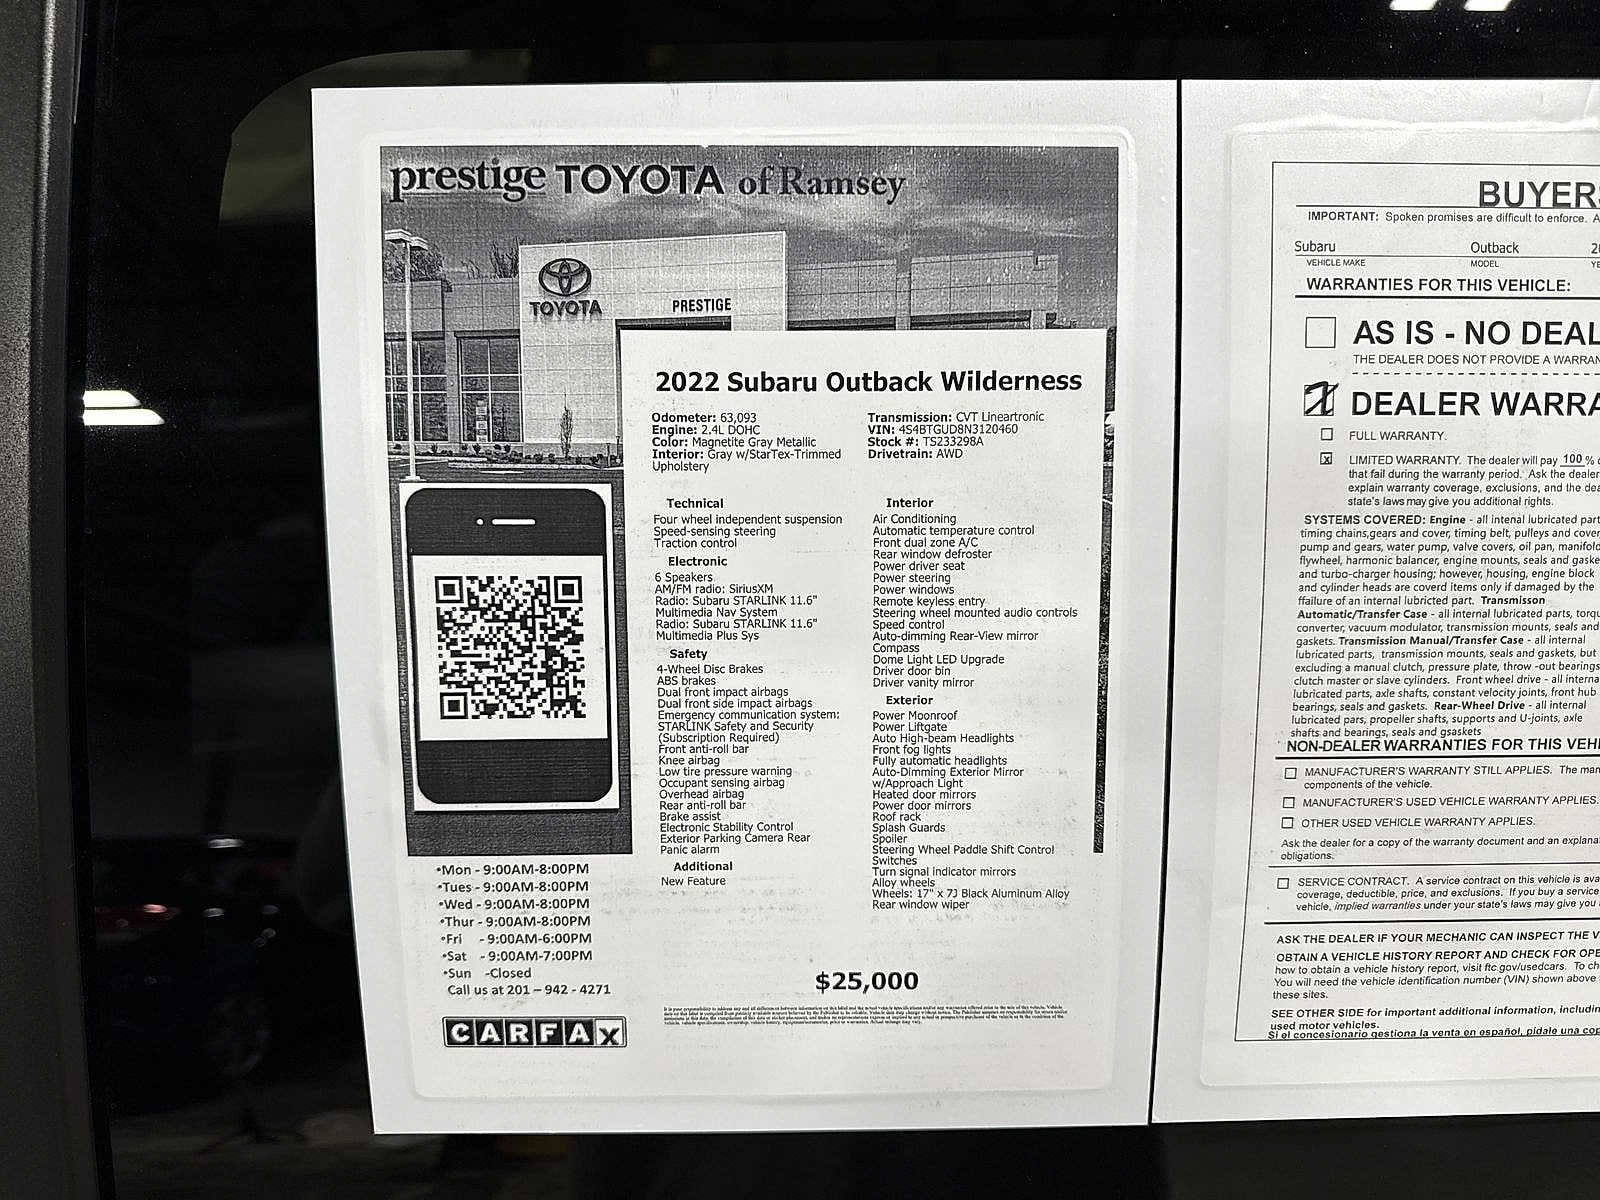 prestige TOYOTA of Ramsey
TOYOTA
PRESTIGE
2022 Subaru Outback Wilderness
Odometer: 63,093
Engine: 2.4L DOHC
Color: Magnetite Gray Metallic
Interior: Gray w/StarTex-Trimmed
Upholstery
Transmission: CVT Lineartronic
VIN: 4S4BTGUD8N3120460
Stock #: TS233298A
Drivetrain: AWD
Technical
Four wheel independent suspension
Speed-sensing steering
Traction control
Electronic
6 Speakers
AM/FM radio: SiriusXM
Radio: Subaru STARLINK 11.6"
Multimedia Nav System
Radio: Subaru STARLINK 11.6"
Multimedia Plus Sys
Safety
4-Wheel Disc Brakes
ABS brakes
Dual front impact airbags
Dual front side impact airbags
Emergency communication system:
STARLINK Safety and Security
(Subscription Required)
Front anti-roll bar
Knee airbag
Low tire pressure warning
Occupant sensing airbag
Overhead airbag
Rear anti-roll bar
Brake assist
Electronic Stability Control
Exterior Parking Camera Rear
Panic alarm
Additional
New Feature
Interior
Air Conditioning
Automatic temperature control
Front dual zone A/C
Rear window defroster
Power driver seat
Power steering
Power windows
Remote keyless entry
Steering wheel mounted audio controls
Speed control
Auto-dimming Rear-View mirror
Compass
Dome Light LED Upgrade
Driver door bin
Driver vanity mirror
Exterior
Power Moonroof
Power Liftgate
Auto High-beam Headlights
Front fog lights
Fully automatic headlights
Auto-Dimming Exterior Mirror
w/Approach Light
Heated door mirrors
Power door mirrors
Roof rack
Splash Guards
Spoiler
Steering Wheel Paddle Shift Control
Switches
Turn signal indicator mirrors
Alloy wheels
Wheels: 17" x 7J Black Aluminum Alloy
Rear window wiper
$25,000
•Mon - 9:00AM-8:00PM
•Tues - 9:00AM-8:00PM
•Wed - 9:00AM-8:00PM
•Thur - 9:00AM-8:00PM
•Fri - 9:00AM-6:00PM
•Sat - 9:00AM-7:00PM
•Sun -Closed
Call us at 201 – 942 - 4271
CARFAX
BUYERS
IMPORTANT: Spoken promises are difficult to enforce. A
Subaru Outback 20
VEHICLE MAKE MODEL YE
WARRANTIES FOR THIS VEHICLE:
AS IS - NO DEAL
THE DEALER DOES NOT PROVIDE A WARRAN
DEALER WARRA
FULL WARRANTY.
LIMITED WARRANTY. The dealer will pay 100 %
that fail during the warranty period. Ask the dealer
explain warranty coverage, exclusions, and the dea
state's laws may give you additional rights.
SYSTEMS COVERED: Engine - all intenal lubricated part
timing chains,gears and cover, timing belt, pulleys and cover
pump and gears, water pump, valve covers, oil pan, manifold
flywheel, harmonic balancer, engine mounts, seals and gaske
and turbo-charger housing; however, housing, engine block
and cylinder heads are coverd items only if damaged by the
ffailure of an internal lubricted part. Transmisson
Automatic/Transfer Case - all internal lubricated parts, torqu
converter, vacuum modulator, transmission mounts, seals and
gaskets. Transmission Manual/Transfer Case - all internal
lubricated parts, transmission mounts, seals and gaskets, but
excluding a manual clutch, pressure plate, throw -out bearings
clutch master or slave cylinders. Front wheel drive - all interna
lubricated parts, axle shafts, constant velocity joints, front hub
bearings, seals and gaskets. Rear-Wheel Drive - all internal
lubricated pars, propeller shafts, supports and U-joints, axle
shafts and bearings, seals and gsaskets
NON-DEALER WARRANTIES FOR THIS VEHI
MANUFACTURER'S WARRANTY STILL APPLIES. The man
components of the vehicle.
MANUFACTURER'S USED VEHICLE WARRANTY APPLIES.
OTHER USED VEHICLE WARRANTY APPLIES.
Ask the dealer for a copy of the warranty document and an explana
obligations.
SERVICE CONTRACT. A service contract on this vehicle is ava
coverage, deductible, price, and exclusions. If you buy a service
vehicle, implied warranties under your state's laws may give you
ASK THE DEALER IF YOUR MECHANIC CAN INSPECT THE V
OBTAIN A VEHICLE HISTORY REPORT AND CHECK FOR OPE
how to obtain a vehicle history report, visit ftc.gov/usedcars. To ch
You will need the vehicle identification number (VIN) shown above
these sites.
SEE OTHER SIDE for important additional information, includin
used motor vehicles.
Si el concesionario gestiona la venta en español, pídale una cop